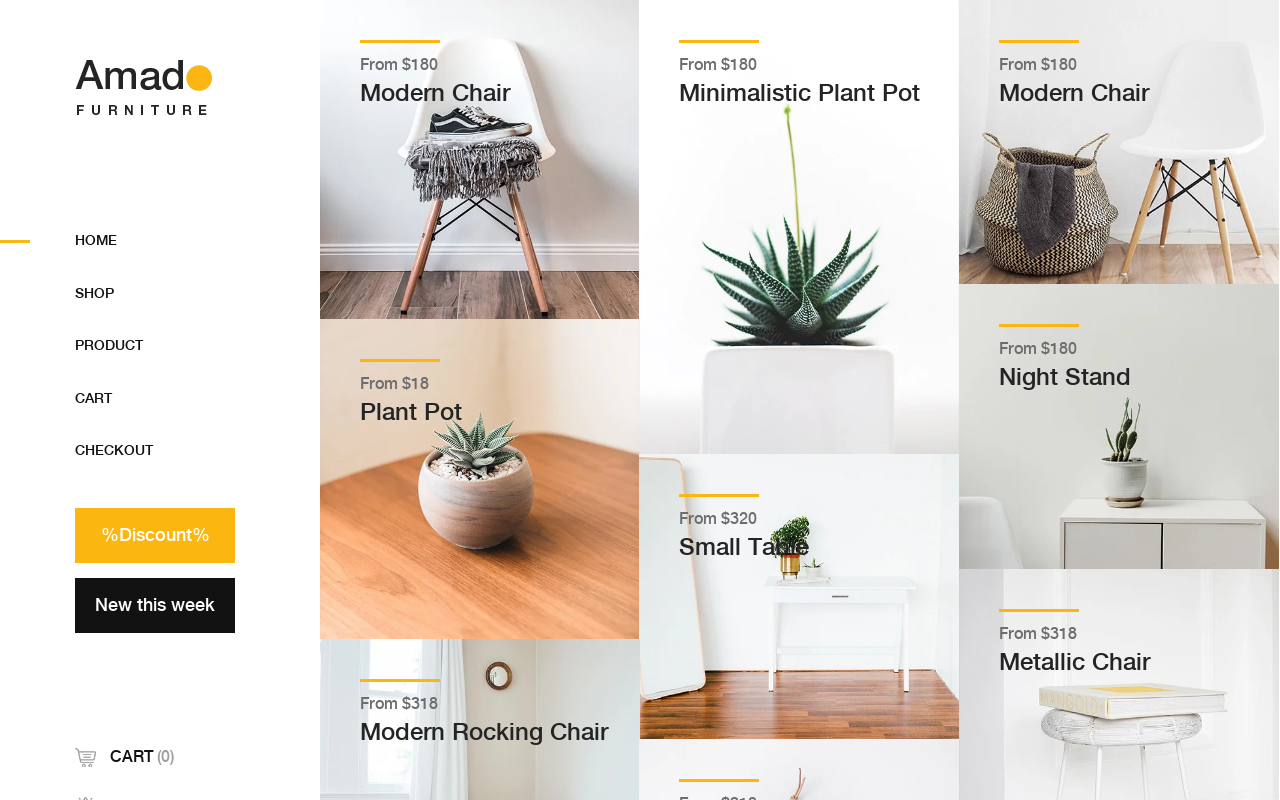 Amado
FURNITURE
HOME
SHOP
PRODUCT
CART
CHECKOUT
%Discount%
New this week
CART (0)
From $180
Modern Chair
From $18
Plant Pot
From $318
Modern Rocking Chair
From $180
Minimalistic Plant Pot
From $320
Small Table
From $180
Modern Chair
From $180
Night Stand
From $318
Metallic Chair